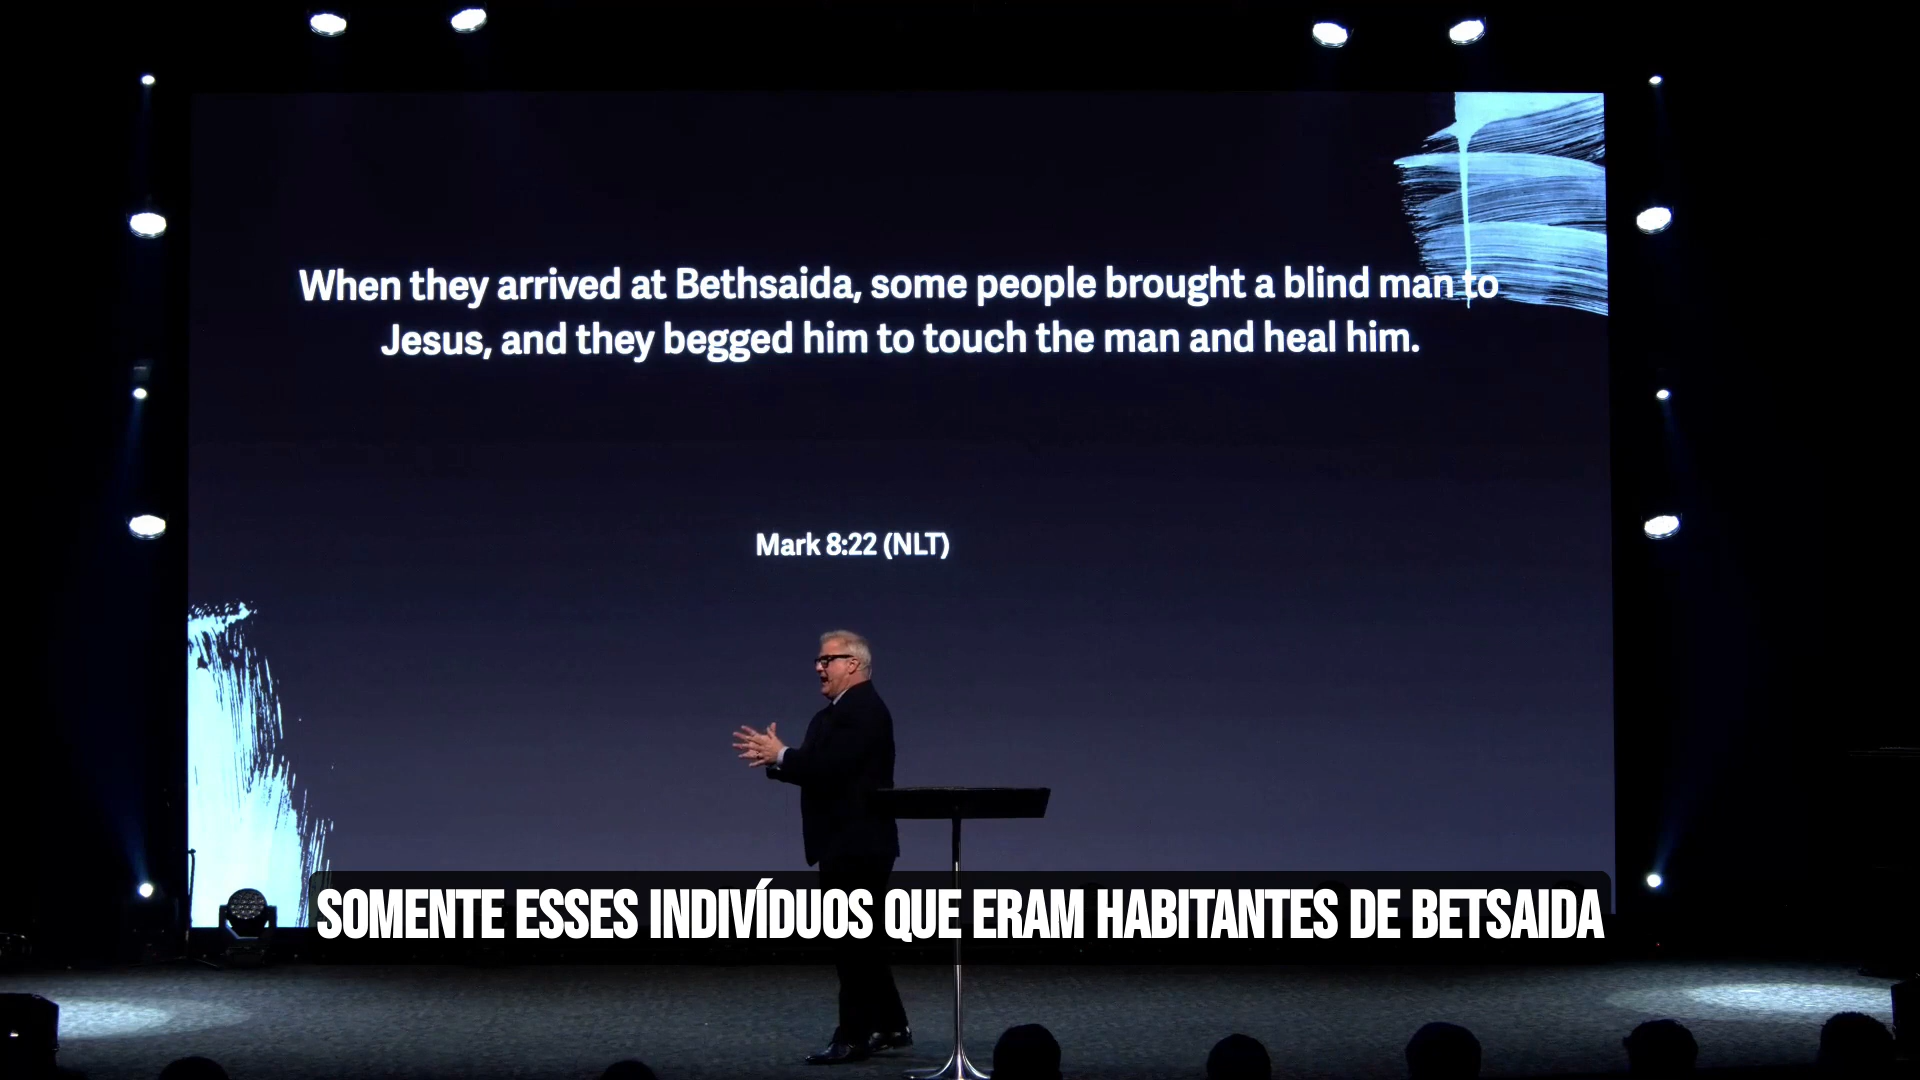 When they arrived at Bethsaida, some people brought a blind man to
Jesus, and they begged him to touch the man and heal him.
Mark 8:22 (NLT)
SOMENTE ESSES INDIVÍDUOS QUE ERAM HABITANTES DE BETSAIDA